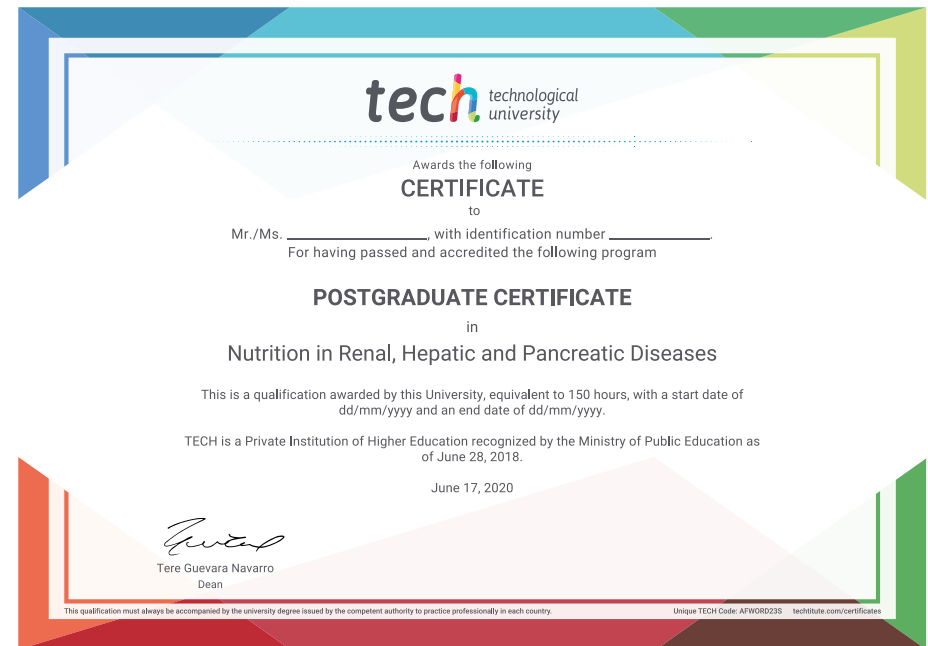 tech technological
university
Awards the following
CERTIFICATE
to
Mr./Ms. ____________________, with identification number ______________.
For having passed and accredited the following program
POSTGRADUATE CERTIFICATE
in
Nutrition in Renal, Hepatic and Pancreatic Diseases
This is a qualification awarded by this University, equivalent to 150 hours, with a start date of
dd/mm/yyyy and an end date of dd/mm/yyyy.
TECH is a Private Institution of Higher Education recognized by the Ministry of Public Education as
of June 28, 2018.
June 17, 2020
Tere Guevara Navarro
Dean
This qualification must always be accompanied by the university degree issued by the competent authority to practice professionally in each country. Unique TECH Code: AFWORD23S techtitute.com/certificates